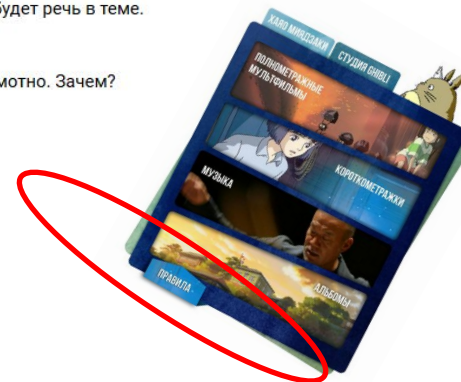 будет речь в теме.
мотно. Зачем?
ХАЯО МИЯДЗАКИ
СТУДИЯ GHIBLI
ПОЛНОМЕТРАЖНЫЕ
МУЛЬТФИЛЬМЫ
КОРОТКОМЕТРАЖКИ
МУЗЫКА
АЛЬБОМЫ
ПРАВИЛА